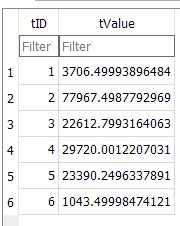 tID tValue
Filter Filter
1 1 3706.49993896484
2 2 77967.4987792969
3 3 22612.7993164063
4 4 29720.0012207031
5 5 23390.2496337891
6 6 1043.49998474121